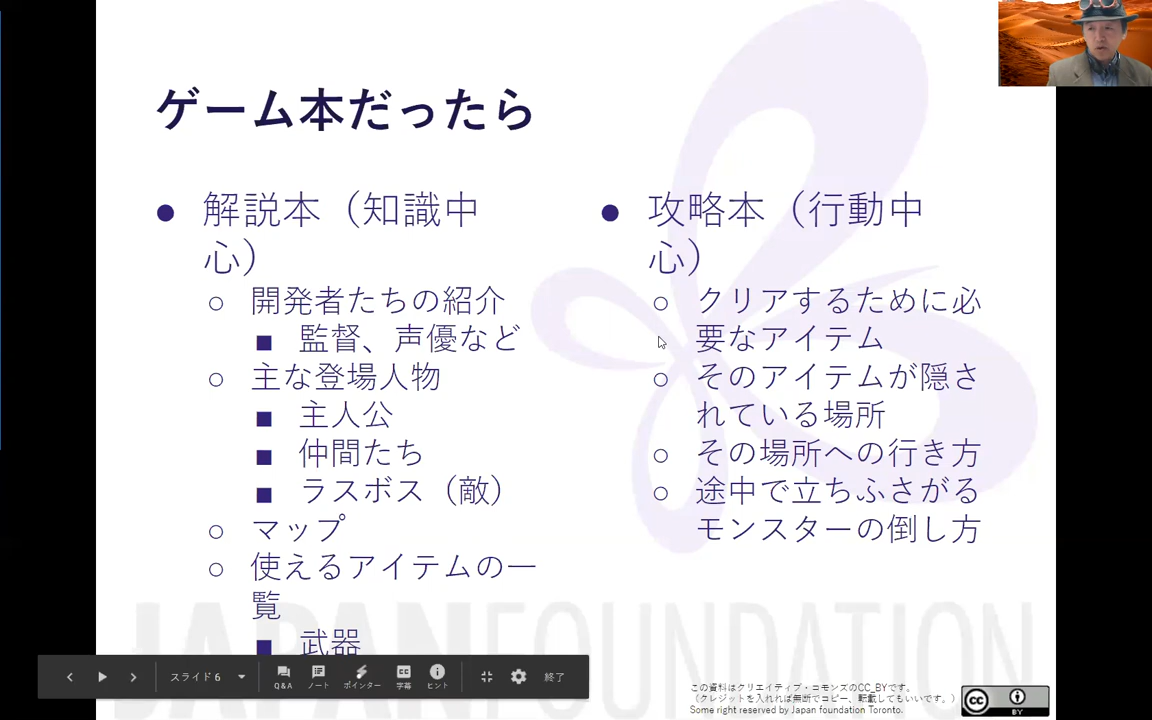 ゲーム本だったら
● 解説本（知識中
心）
○ 開発者たちの紹介
■ 監督、声優など
○ 主な登場人物
■ 主人公
■ 仲間たち
■ ラスボス（敵）
○ マップ
○ 使えるアイテムの一
覧
■ 武器
● 攻略本（行動中
心）
○ クリアするために必
要なアイテム
○ そのアイテムが隠さ
れている場所
○ その場所への行き方
○ 途中で立ちふさがる
モンスターの倒し方
JAPANFOUNDATION
スライド 6
Q&A ノート ポインター 字幕 ヒント 終了
この資料はクリエイティブ・コモンズのCC_BYです。
（クレジットを入れれば無断でコピー、転載してもいいです。）
Some right reserved by Japan foundation Toronto.
cc BY